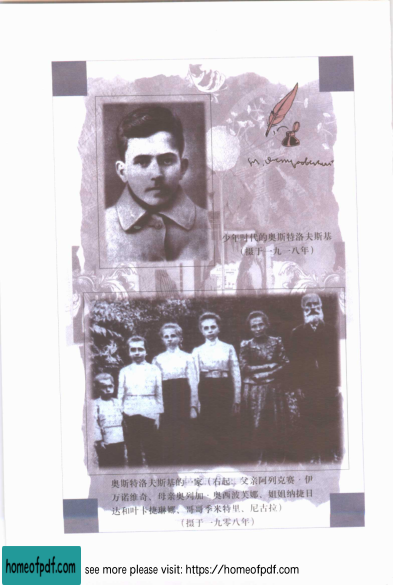 少年时代的奥斯特洛夫斯基
(摄于一九一八年)
奥斯特洛夫斯基的一家(右起:父亲阿列克赛·伊
万诺维奇、母亲奥列加·奥西波芙娜、姐姐纳捷日
达和叶卡捷琳娜、哥哥季米特里、尼古拉)
(摄于一九零八年)
homeofpdf.com
see more please visit: https://homeofpdf.com